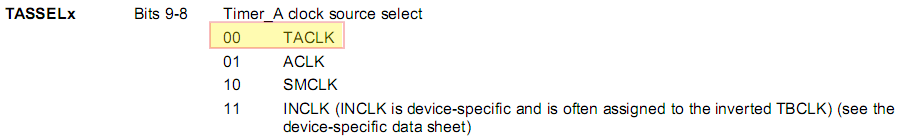 TASSELx Bits 9-8 Timer_A clock source select
00 TACLK
01 ACLK
10 SMCLK
11 INCLK (INCLK is device-specific and is often assigned to the inverted TBCLK) (see the
device-specific data sheet)